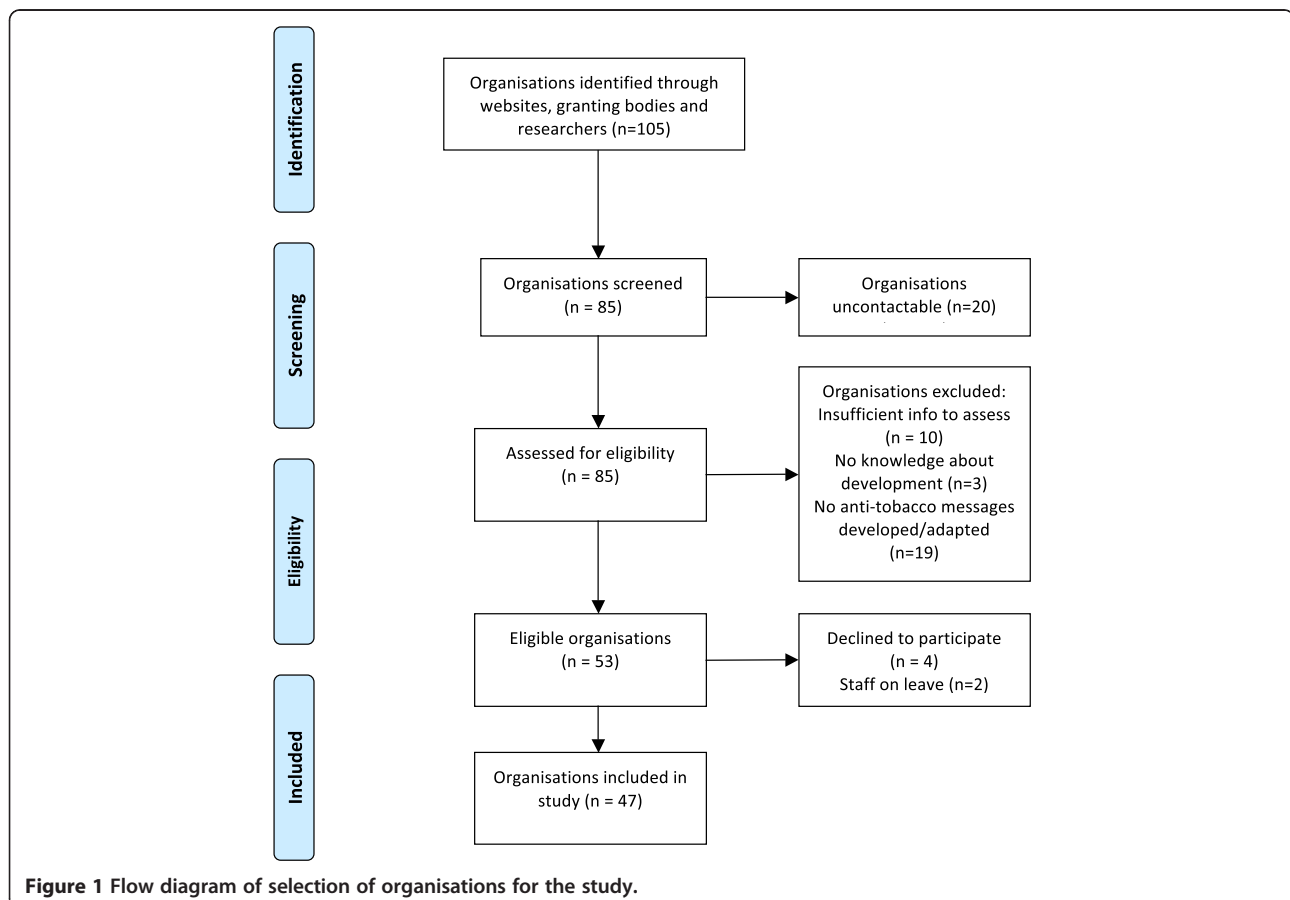 Identification
Organisations identified through
websites, granting bodies and
researchers (n=105)
Screening
Organisations screened
(n = 85)
Organisations
uncontactable (n=20)
Organisations excluded:
Insufficient info to assess
(n = 10)
No knowledge about
development (n=3)
No anti-tobacco messages
developed/adapted
(n=19)
Assessed for eligibility
(n = 85)
Eligibility
Eligible organisations
(n = 53)
Declined to participate
(n = 4)
Staff on leave (n=2)
Included
Organisations included in
study (n = 47)
Figure 1 Flow diagram of selection of organisations for the study.